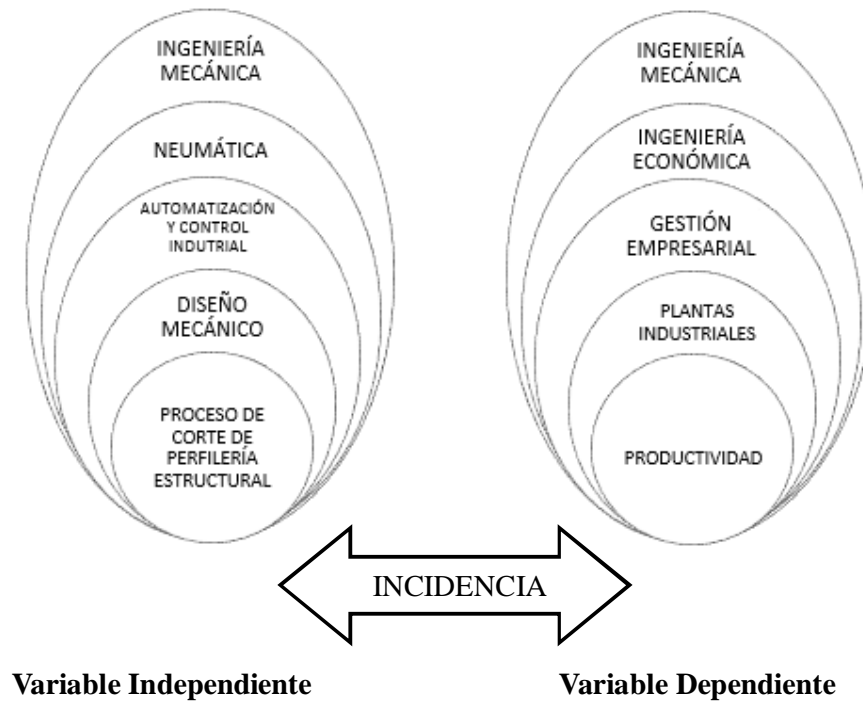 INGENIERÍA
MECÁNICA
NEUMÁTICA
AUTOMATIZACIÓN
Y CONTROL
INDUTRIAL
DISEÑO
MECÁNICO
PROCESO DE
CORTE DE
PERFILERÍA
ESTRUCTURAL
INGENIERÍA
MECÁNICA
INGENIERÍA
ECONÓMICA
GESTIÓN
EMPRESARIAL
PLANTAS
INDUSTRIALES
PRODUCTIVIDAD
INCIDENCIA
Variable Independiente
Variable Dependiente